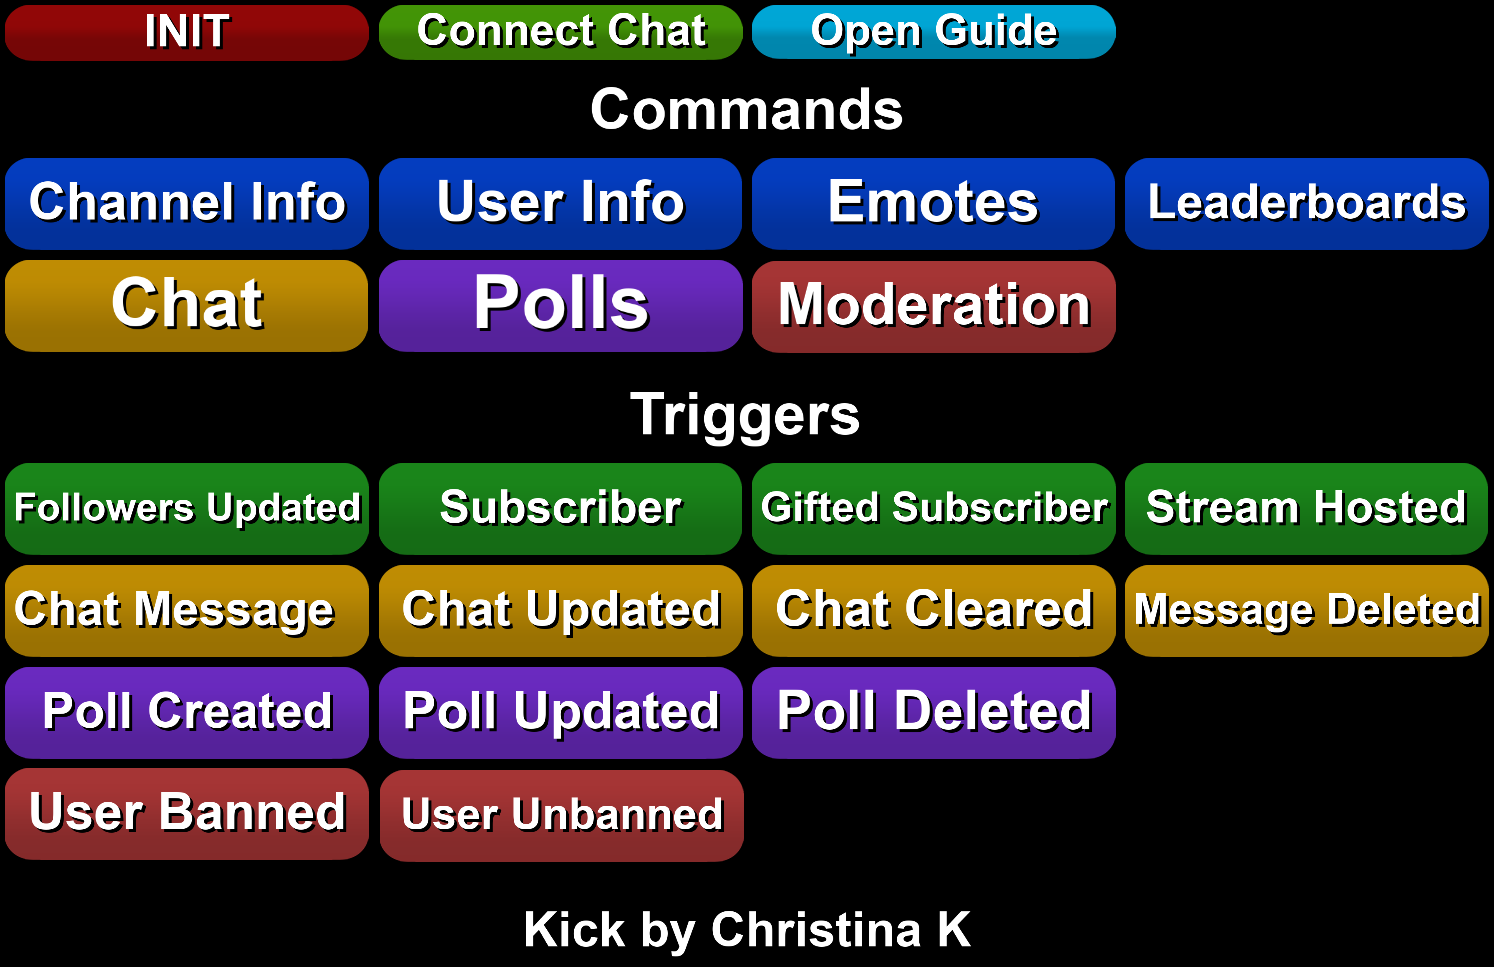 INIT
Connect Chat
Open Guide
Commands
Channel Info
User Info
Emotes
Leaderboards
Chat
Polls
Moderation
Triggers
Followers Updated
Subscriber
Gifted Subscriber
Stream Hosted
Chat Message
Chat Updated
Chat Cleared
Message Deleted
Poll Created
Poll Updated
Poll Deleted
User Banned
User Unbanned
Kick by Christina K